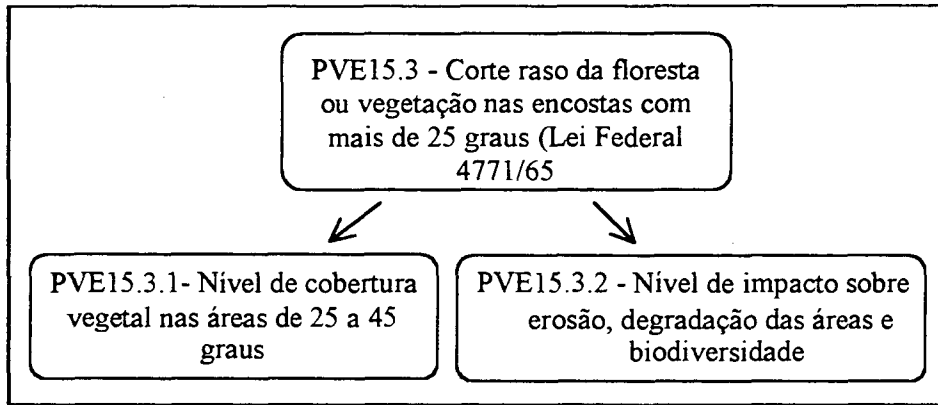 PVE15.3 - Corte raso da floresta
ou vegetação nas encostas com
mais de 25 graus (Lei Federal
4771/65
PVE15.3.1- Nível de cobertura
vegetal nas áreas de 25 a 45
graus
PVE15.3.2 - Nível de impacto sobre
erosão, degradação das áreas e
biodiversidade